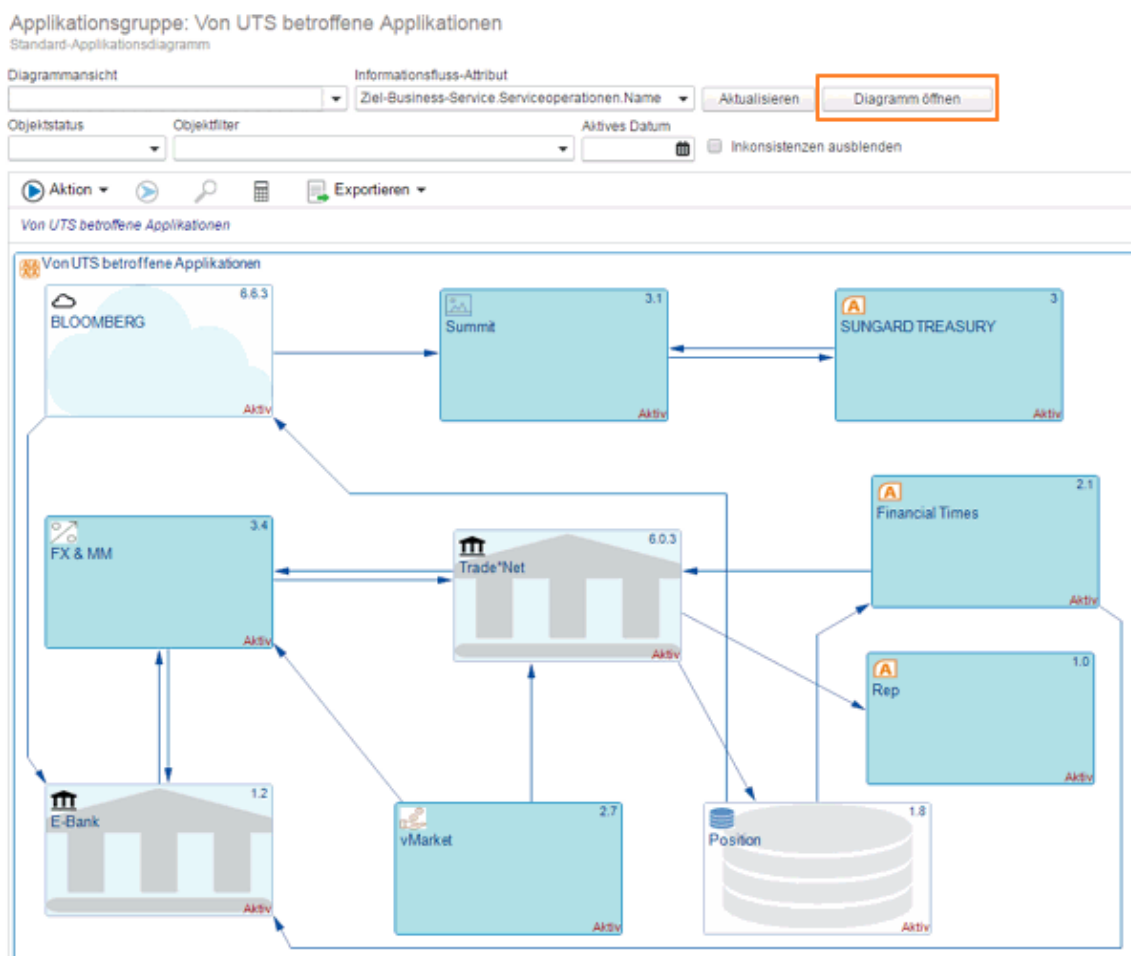 Applikationsgruppe: Von UTS betroffene Applikationen
Standard-Applikationsdiagramm
Diagrammansicht
Informationsfluss-Attribut
Ziel-Business-Service.Serviceoperationen.Name
Aktualisieren
Diagramm öffnen
Objektstatus
Objektfilter
Aktives Datum
Inkonsistenzen ausblenden
Aktion
Exportieren
Von UTS betroffene Applikationen
Von UTS betroffene Applikationen
6.6.3
BLOOMBERG
Aktiv
3.1
Summit
Aktiv
3
SUNGARD TREASURY
Aktiv
3.4
FX & MM
Aktiv
6.0.3
Trade*Net
Aktiv
2.1
Financial Times
Aktiv
1.0
Rep
Aktiv
1.2
E-Bank
Aktiv
2.7
vMarket
Aktiv
1.8
Position
Aktiv